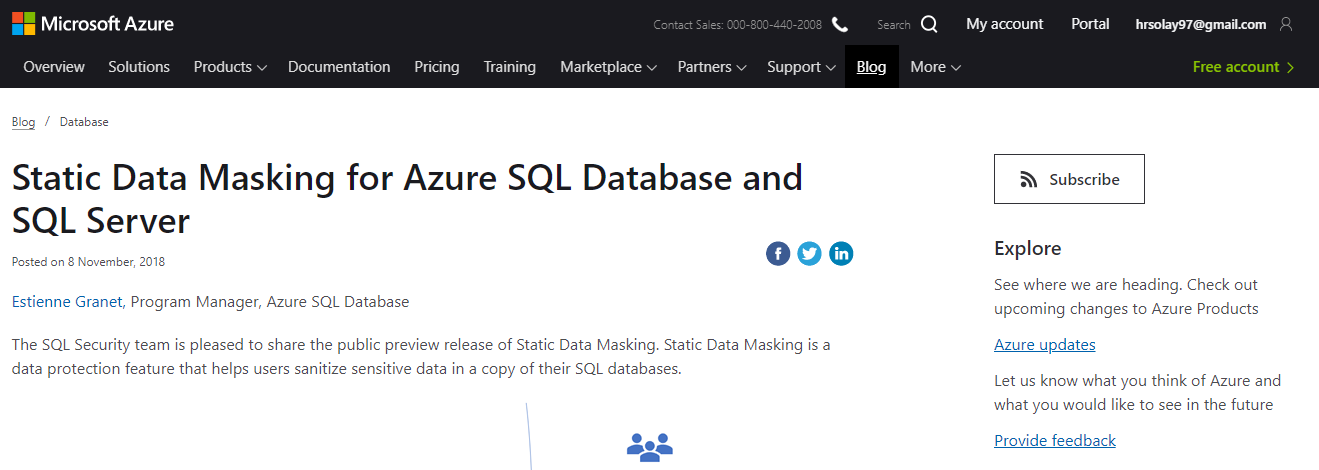 Microsoft Azure
Contact Sales: 000-800-440-2008
Search
My account
Portal
hrsolay97@gmail.com
Overview
Solutions
Products
Documentation
Pricing
Training
Marketplace
Partners
Support
Blog
More
Free account
Blog / Database
Static Data Masking for Azure SQL Database and
SQL Server
Posted on 8 November, 2018
Estienne Granet, Program Manager, Azure SQL Database
The SQL Security team is pleased to share the public preview release of Static Data Masking. Static Data Masking is a
data protection feature that helps users sanitize sensitive data in a copy of their SQL databases.
Subscribe
Explore
See where we are heading. Check out
upcoming changes to Azure Products
Azure updates
Let us know what you think of Azure and
what you would like to see in the future
Provide feedback